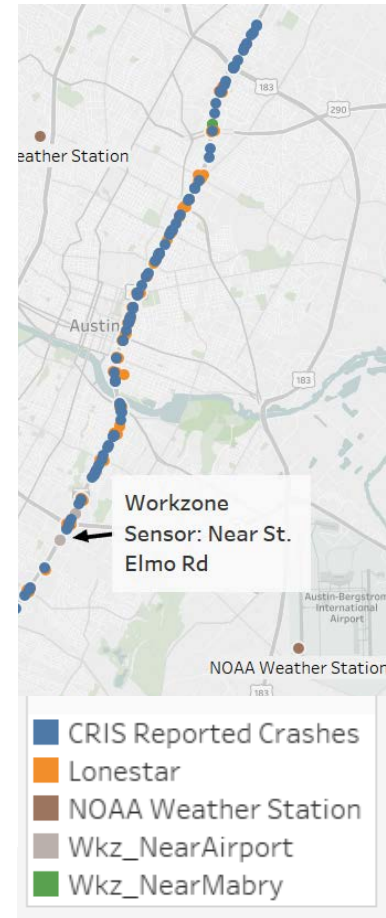 183
290
eather Station
Austin
183
Workzone
Sensor: Near St.
Elmo Rd
Austin-Bergstrom
International
Airport
NOAA Weather Station
183
CRIS Reported Crashes
Lonestar
NOAA Weather Station
Wkz_NearAirport
Wkz_NearMabry